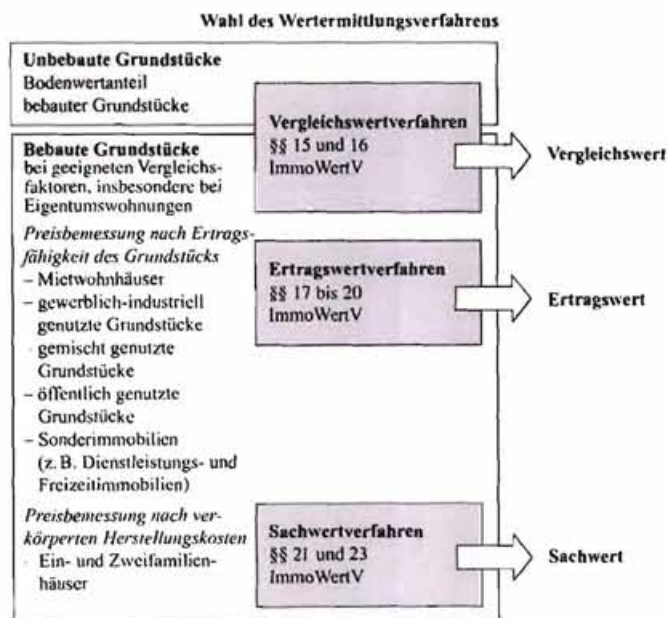 Wahl des Wertermittlungsverfahrens
Unbebaute Grundstücke
Bodenwertanteil
bebauter Grundstücke
Vergleichswertverfahren
§§ 15 und 16
ImmoWertV
Vergleichswert
Bebaute Grundstücke
bei geeigneten Vergleichs-
faktoren, insbesondere bei
Eigentumswohnungen
Preisbemessung nach Ertrags-
fähigkeit des Grundstücks
– Mietwohnhäuser
– gewerblich-industriell
genutzte Grundstücke
gemischt genutzte
Grundstücke
– öffentlich genutzte
Grundstücke
– Sonderimmobilien
(z. B. Dienstleistungs- und
Freizeitimmobilien)
Ertragswertverfahren
§§ 17 bis 20
ImmoWertV
Ertragswert
Preisbemessung nach ver-
körperten Herstellungskosten
Ein- und Zweifamilien-
häuser
Sachwertverfahren
§§ 21 und 23
ImmoWertV
Sachwert